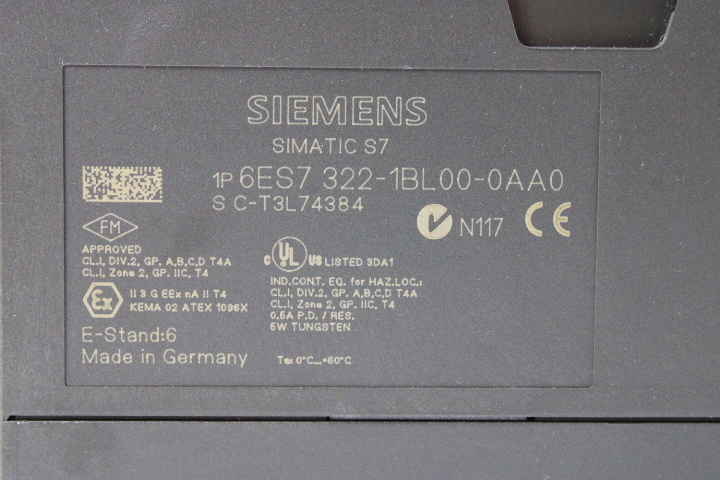 SIEMENS
SIMATIC S7
1P 6ES7 322-1BL00-0AA0
S C-T3L74384
N117 CE
FM
APPROVED
CL.I, DIV.2, GP. A,B,C,D T4A
CL.I, Zone 2, GP. IIC, T4
C UL US LISTED 3DA1
IND.CONT. EQ. for HAZ.LOC.:
CL.I, DIV.2, GP. A,B,C,D T4A
CL.I, Zone 2, GP. IIC, T4
0.5A P.D. / RES.
5W TUNGSTEN
Ex II 3 G EEx nA II T4
KEMA 02 ATEX 1096X
E-Stand:6
Made in Germany
Ta: 0°C...+60°C